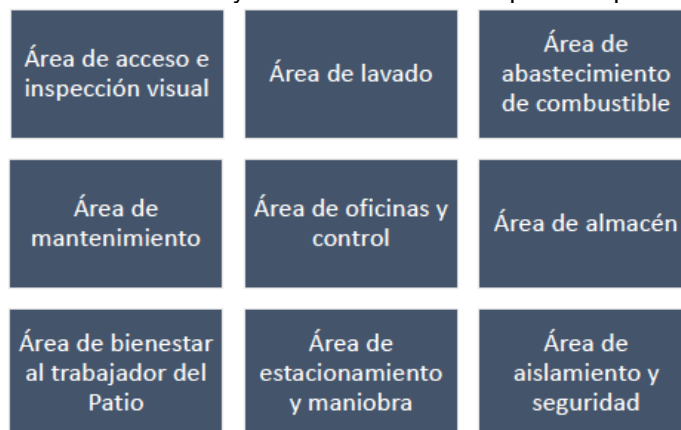 Área de acceso e
inspección visual
Área de lavado
Área de
abastecimiento
de combustible
Área de
mantenimiento
Área de oficinas y
control
Área de almacén
Área de bienestar
al trabajador del
Patio
Área de
estacionamiento
y maniobra
Área de
aislamiento y
seguridad